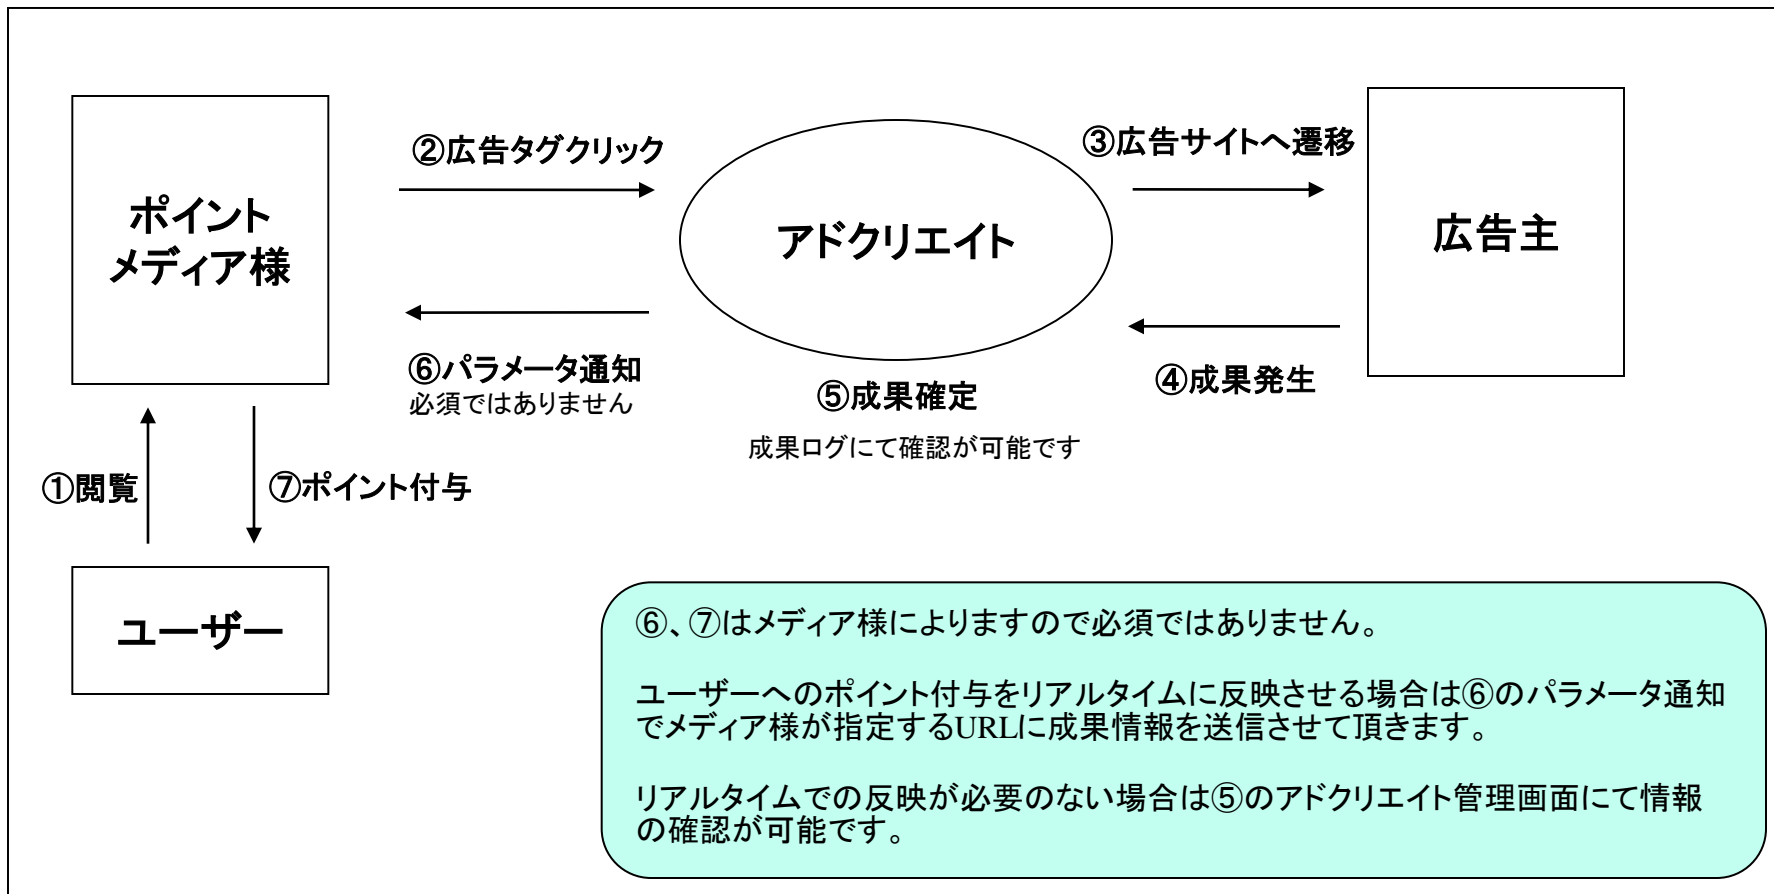 ②広告タグクリック
③広告サイトへ遷移
ポイント
メディア様
アドクリエイト
広告主
⑥パラメータ通知
必須ではありません
⑤成果確定
成果ログにて確認が可能です
④成果発生
①閲覧
⑦ポイント付与
ユーザー
⑥、⑦はメディア様によりますので必須ではありません。
ユーザーへのポイント付与をリアルタイムに反映させる場合は⑥のパラメータ通知
でメディア様が指定するURLに成果情報を送信させて頂きます。
リアルタイムでの反映が必要のない場合は⑤のアドクリエイト管理画面にて情報
の確認が可能です。